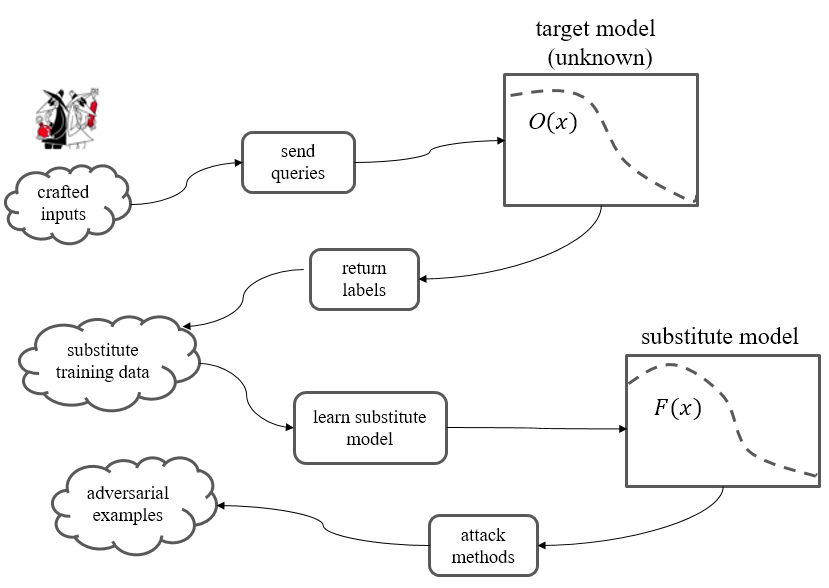 target model
(unknown)
O(x)
send
queries
crafted
inputs
return
labels
substitute
training data
substitute model
F(x)
learn substitute
model
adversarial
examples
attack
methods